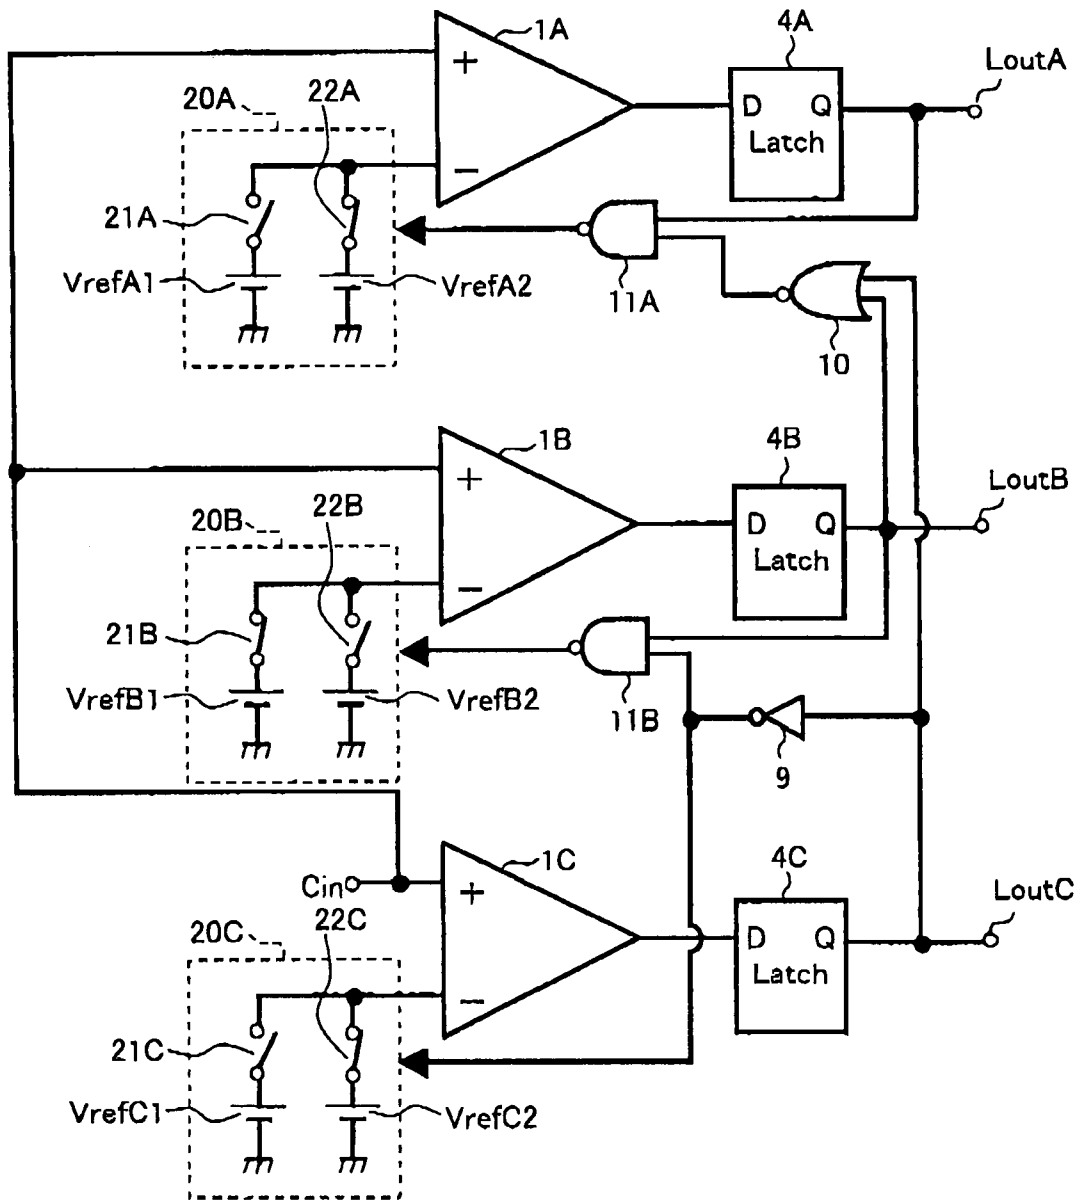 1A
4A
LoutA
+
D Q
Latch
20A
22A
−
21A
VrefA1
VrefA2
11A
10
1B
4B
LoutB
+
D Q
Latch
20B
22B
−
21B
VrefB1
VrefB2
11B
9
1C
4C
LoutC
Cin
+
D Q
Latch
20C
22C
−
21C
VrefC1
VrefC2